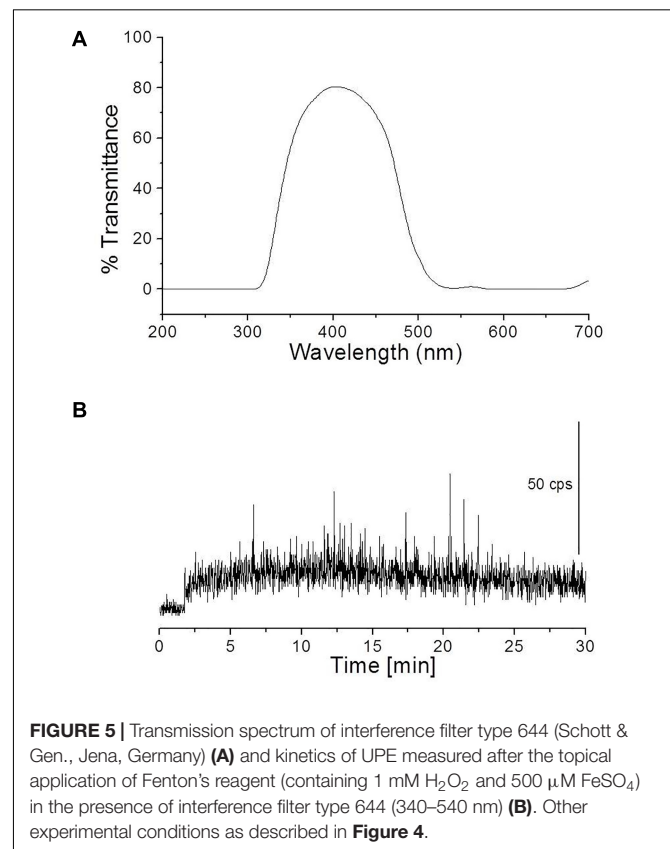 A
100
80
60
40
20
0
% Transmittance
200 300 400 500 600 700
Wavelength (nm)
B
50 cps
0 5 10 15 20 25 30
Time [min]
FIGURE 5 | Transmission spectrum of interference filter type 644 (Schott &
Gen., Jena, Germany) (A) and kinetics of UPE measured after the topical
application of Fenton's reagent (containing 1 mM H₂O₂ and 500 μM FeSO₄)
in the presence of interference filter type 644 (340–540 nm) (B). Other
experimental conditions as described in Figure 4.